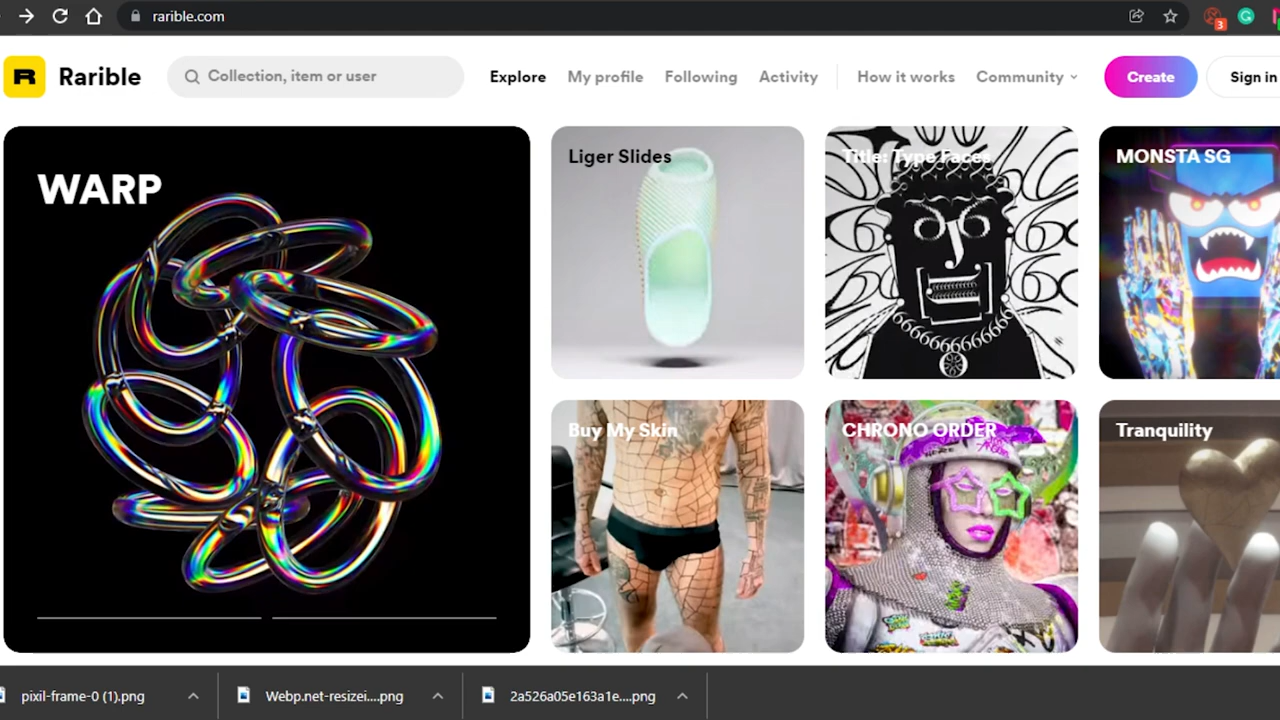 rarible.com
3
R
Rarible
Collection, item or user
Explore
My profile
Following
Activity
How it works
Community
Create
Sign in
WARP
Liger Slides
Title: Type Faces
MONSTA SG
Buy My Skin
CHRONO ORDER
Tranquility
pixil-frame-0 (1).png
Webp.net-resizei....png
2a526a05e163a1e....png